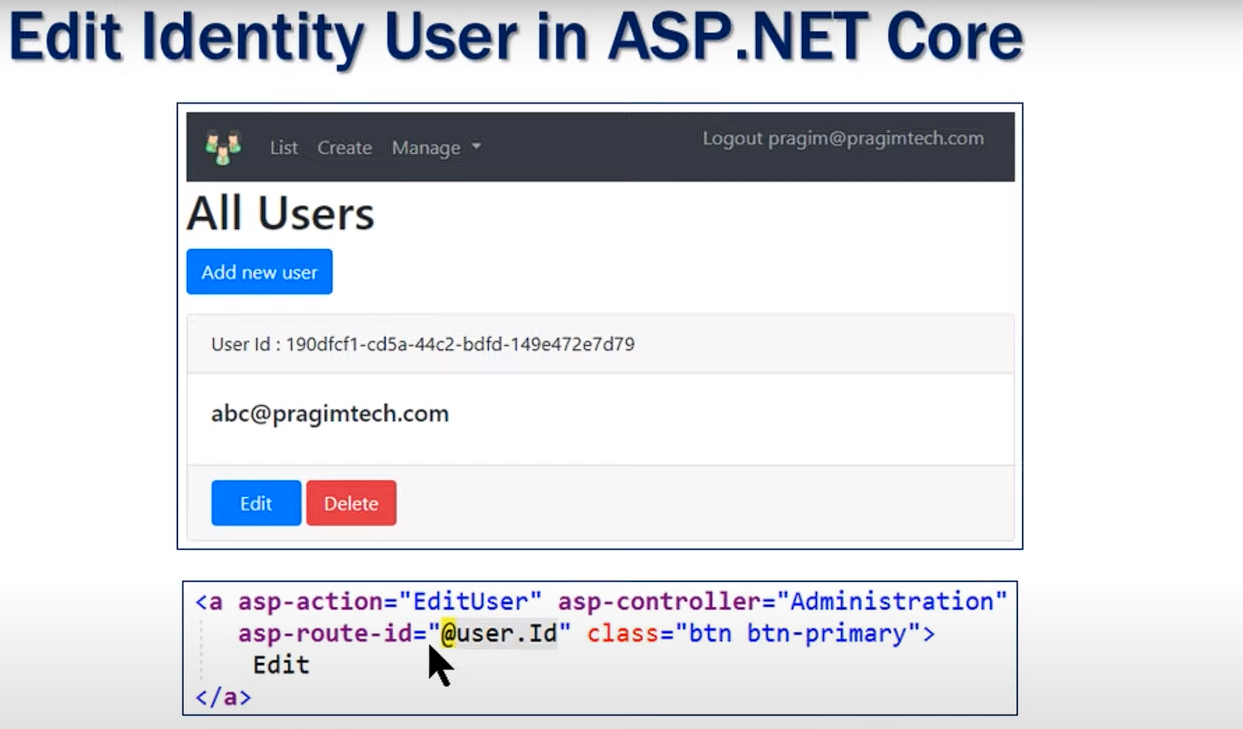 Edit Identity User in ASP.NET Core
List Create Manage Logout pragim@pragimtech.com
All Users
Add new user
User Id : 190dfcf1-cd5a-44c2-bdfd-149e472e7d79
abc@pragimtech.com
Edit Delete
<a asp-action="EditUser" asp-controller="Administration"
asp-route-id="@user.Id" class="btn btn-primary">
Edit
</a>